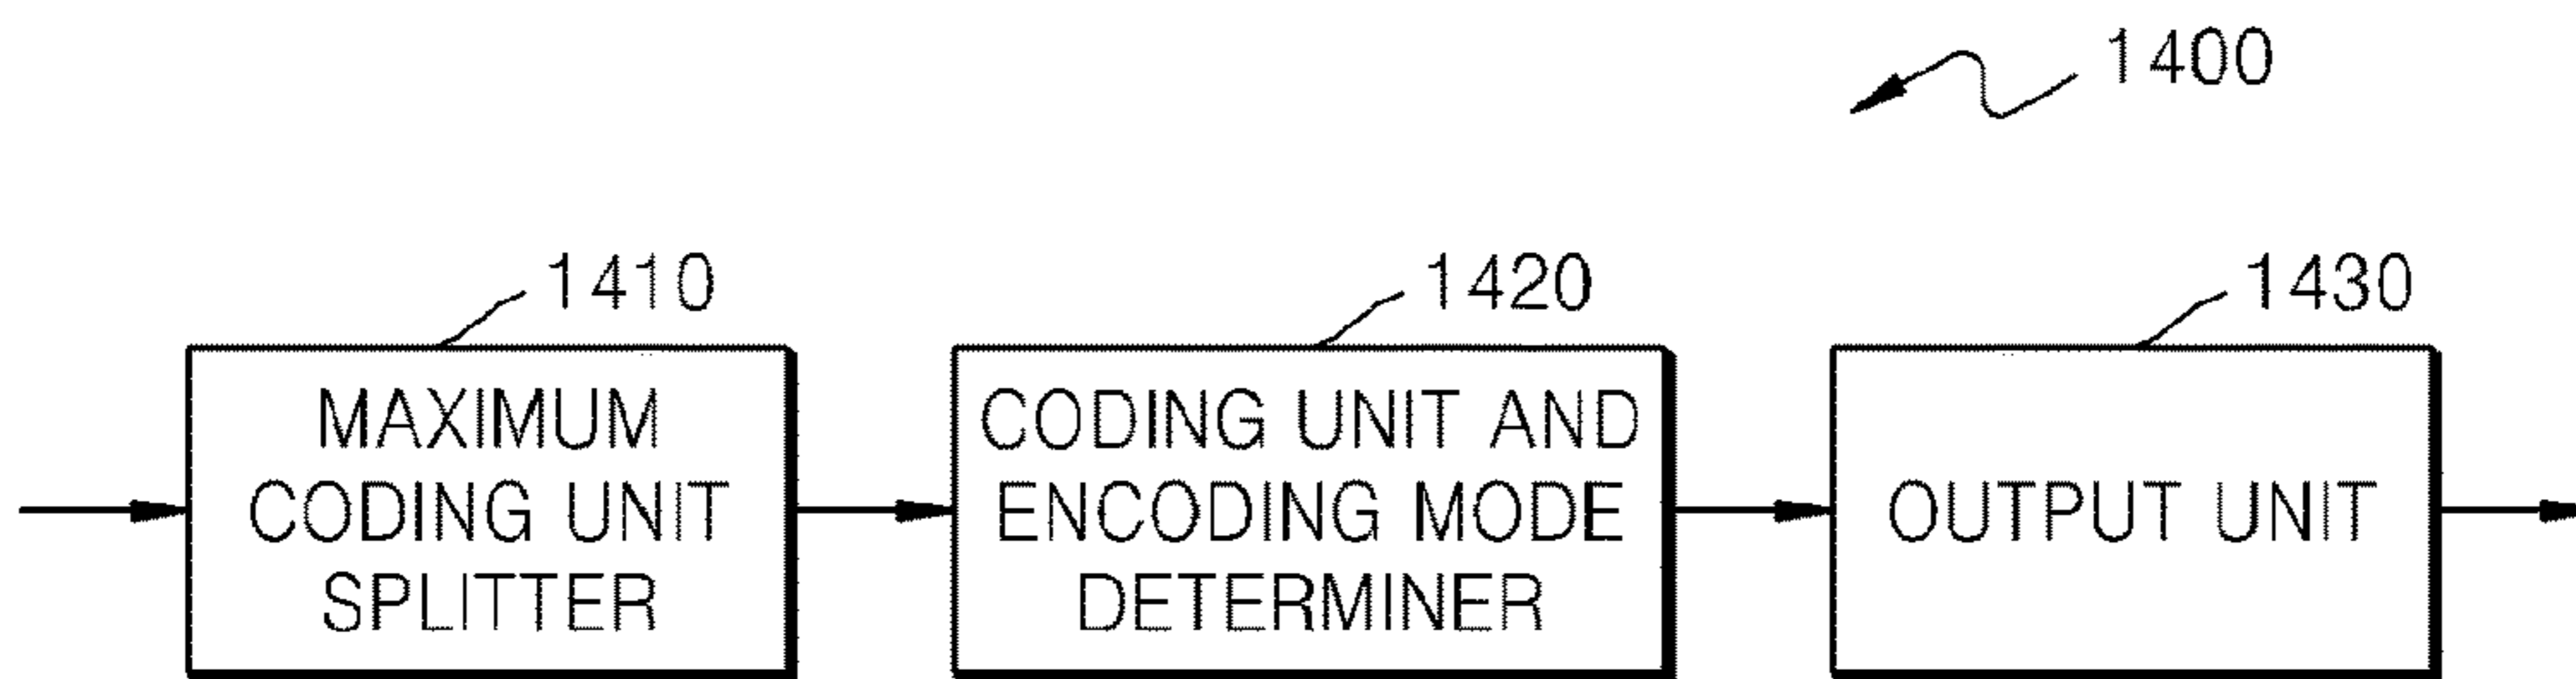 1400
1410
1420
1430
MAXIMUM
CODING UNIT
SPLITTER
CODING UNIT AND
ENCODING MODE
DETERMINER
OUTPUT UNIT